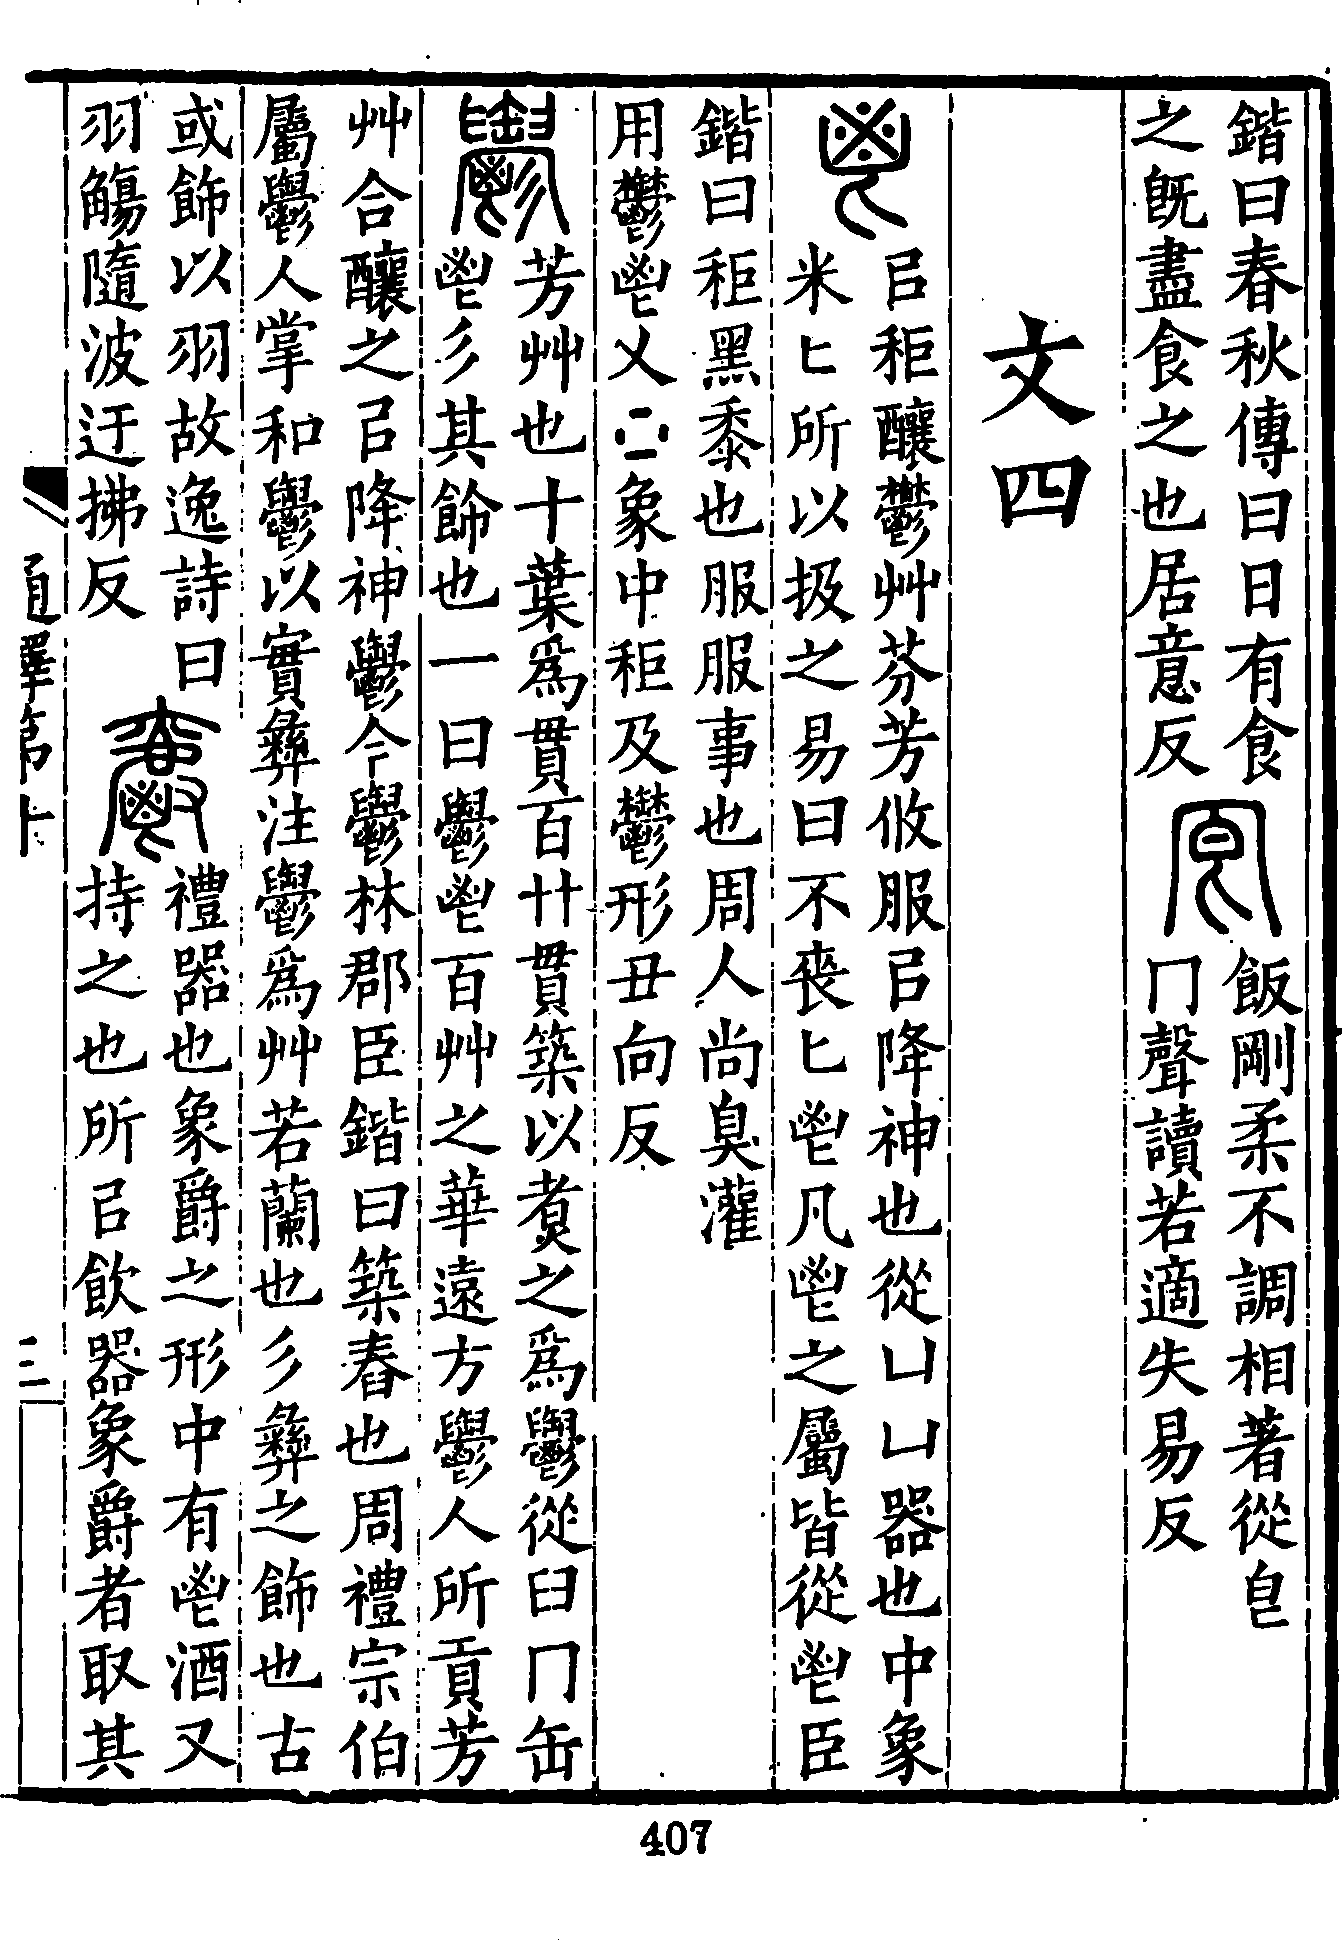 鍇曰春秋傳曰日有食
之旣盡食之也居意反
𠨎
飯剛柔不調相著從皀
冂聲讀若適失易反
文四
鬯
㠯秬釀鬱艸芬芳攸服㠯降神也從凵凵器也中象
米匕所以扱之易曰不喪匕鬯凡鬯之屬皆從鬯臣
鍇曰秬黑黍也服服事也周人尚臭灌
用鬱鬯㐅象中秬及鬱形丑向反
鬱
芳艸也十葉爲貫百廿貫築以煑之爲鬱從臼冂缶
鬯彡其飾也一曰鬱鬯百艸之華遠方鬱人所貢芳
艸合釀之㠯降神鬱今鬱林郡臣鍇曰築舂也周禮宗伯
屬鬱人掌和鬱以實彝注鬱爲艸若蘭也彡彝之飾也古
或飾以羽故逸詩曰
羽觴隨波迂拂反
爵
禮器也象爵之形中有鬯酒又
持之也所㠯飲器象爵者取其
通釋第十
三
407